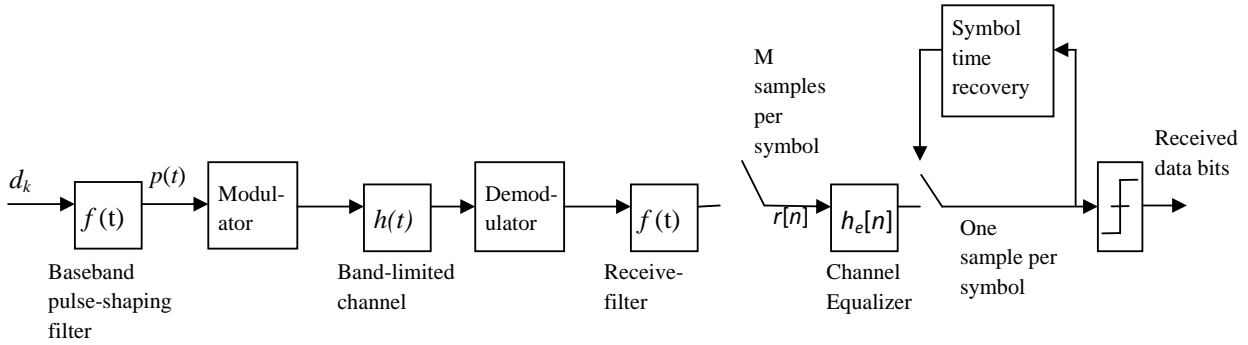 Symbol
time
recovery
M
samples
per
symbol
Received
data bits
d_k
p(t)
f(t)
Modul-
ator
h(t)
Demod-
ulator
f(t)
r[n]
h_e[n]
One
sample per
symbol
Baseband
pulse-shaping
filter
Band-limited
channel
Receive-
filter
Channel
Equalizer